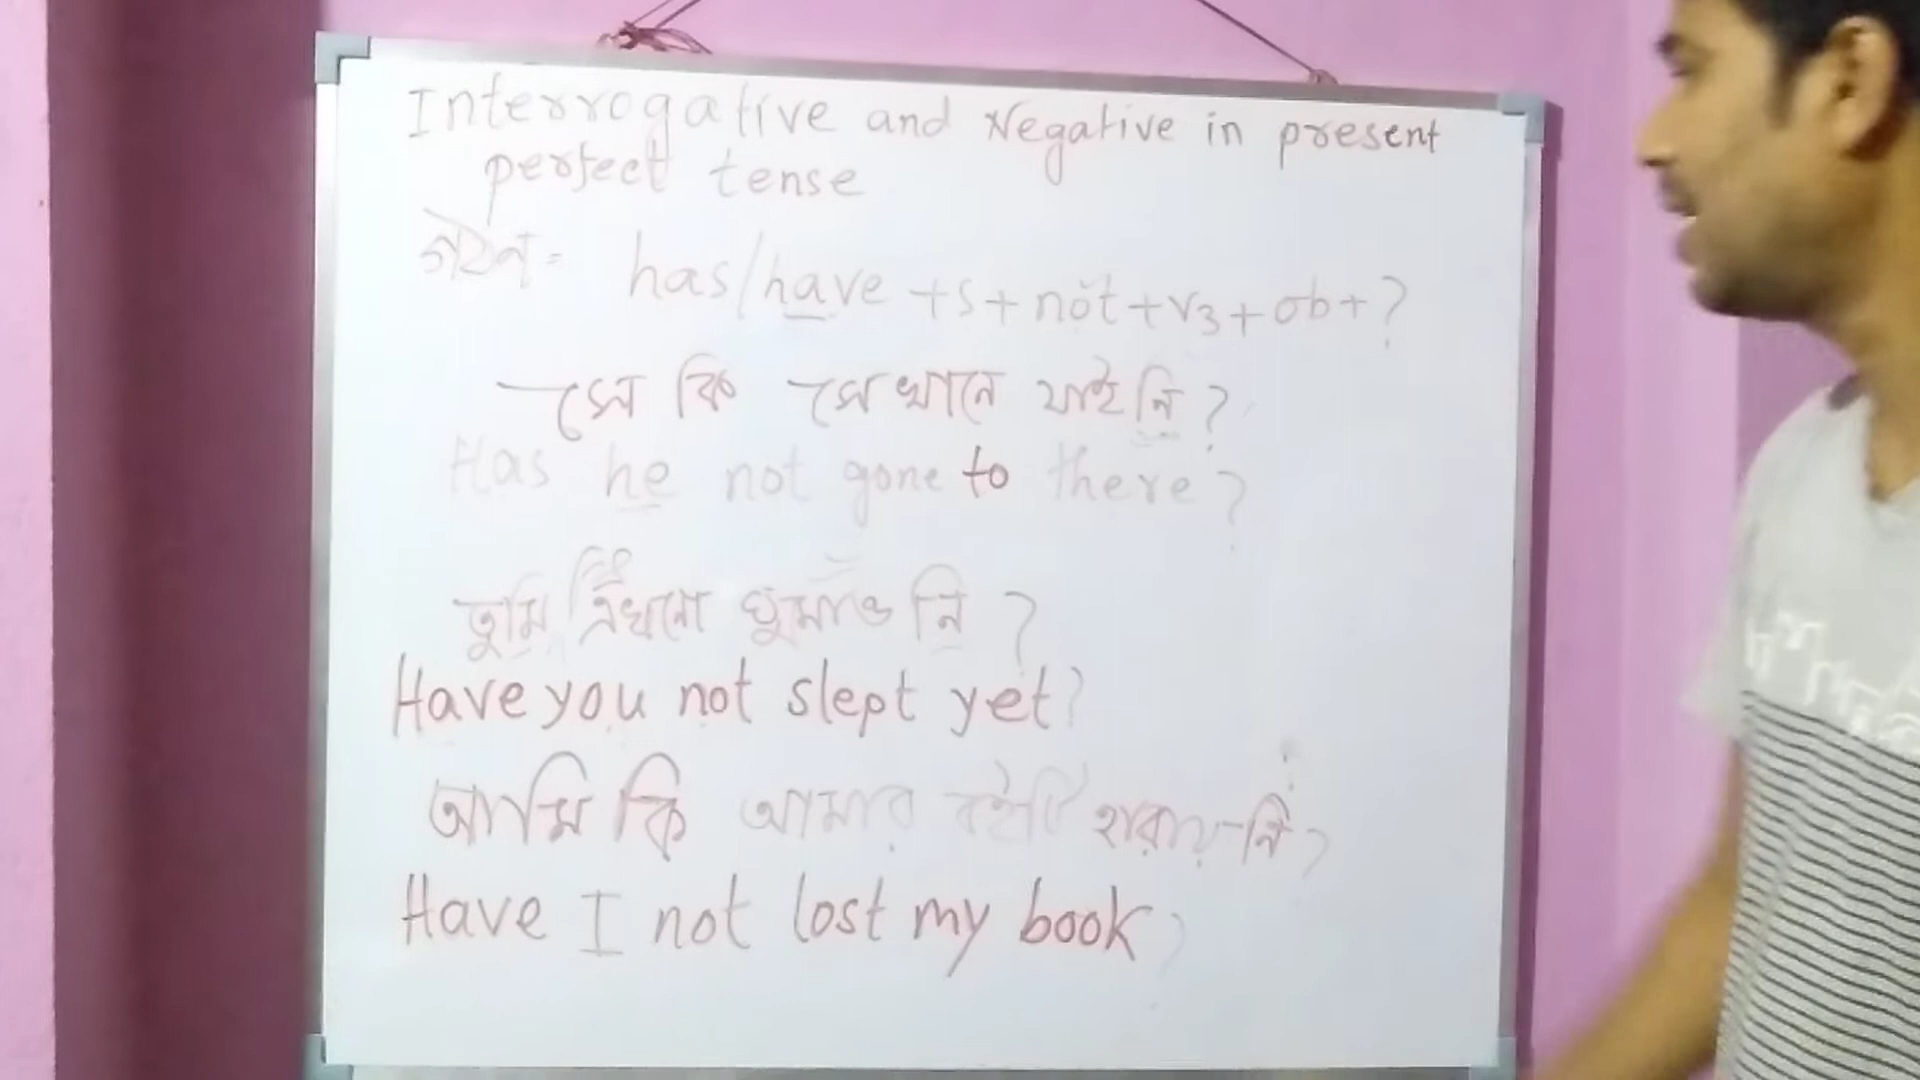 Interrogative and Negative in present
perfect tense
গঠন = has/have + s + not + v3 + ob + ?
সে কি সেখানে যাইনি ?
Has he not gone to there ?
তুমি কি এখনো ঘুমাও নি ?
Have you not slept yet?
আমি কি আমার বইটি হারায়-নি ?
Have I not lost my book ?